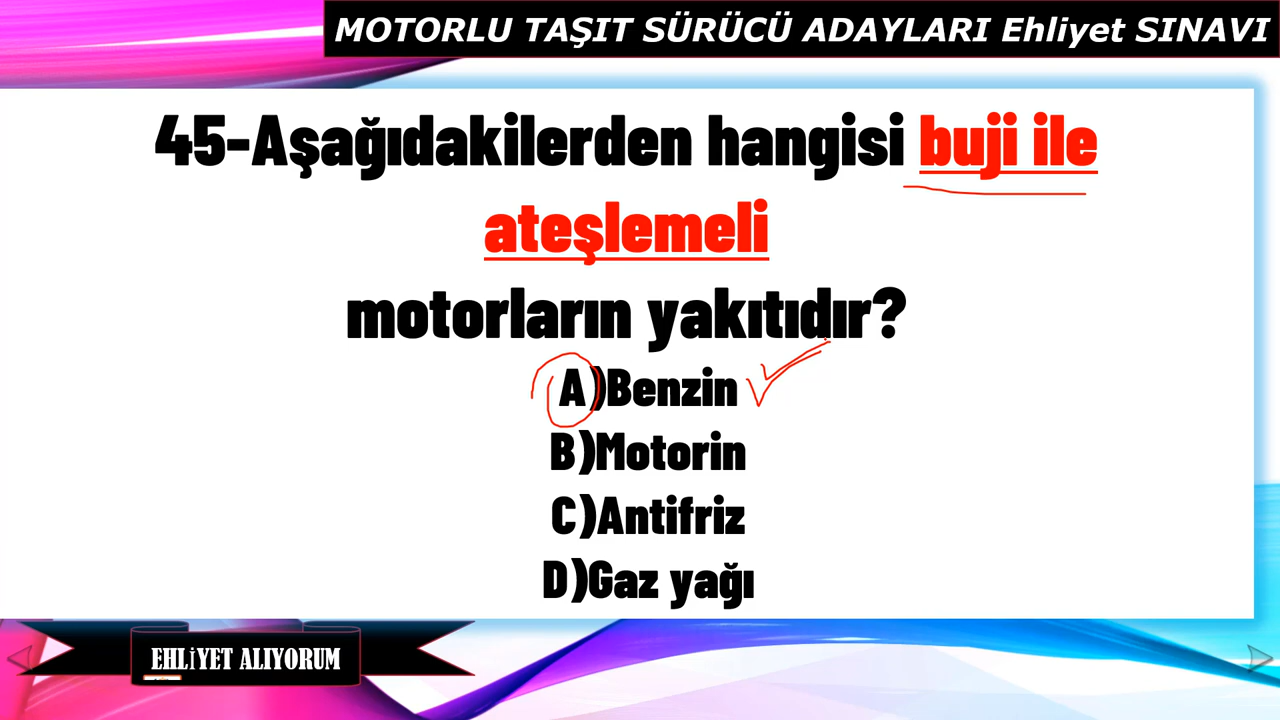 MOTORLU TAŞIT SÜRÜCÜ ADAYLARI Ehliyet SINAVI
45-Aşağıdakilerden hangisi buji ile
ateşlemeli
motorların yakıtıdır?
A)Benzin
B)Motorin
C)Antifriz
D)Gaz yağı
EHLİYET ALIYORUM